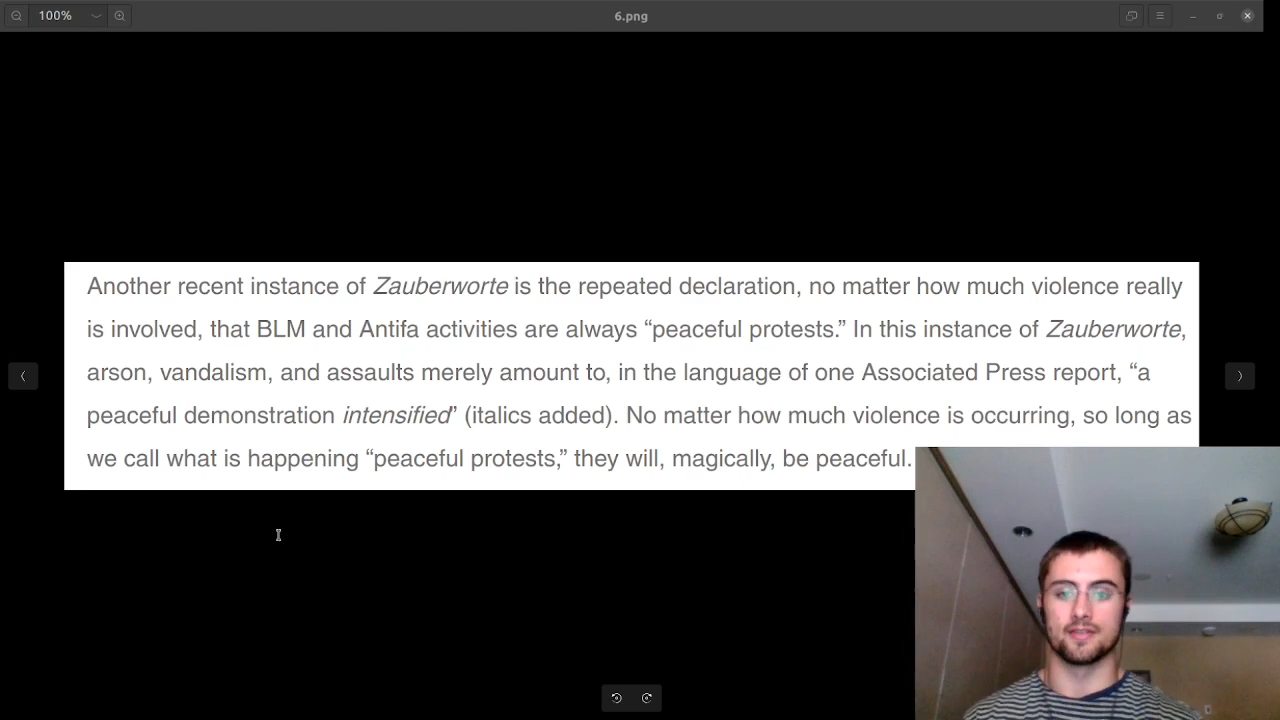 100%
6.png
Another recent instance of Zauberworte is the repeated declaration, no matter how much violence really
is involved, that BLM and Antifa activities are always “peaceful protests.” In this instance of Zauberworte,
arson, vandalism, and assaults merely amount to, in the language of one Associated Press report, “a
peaceful demonstration intensified” (italics added). No matter how much violence is occurring, so long as
we call what is happening “peaceful protests,” they will, magically, be peaceful.